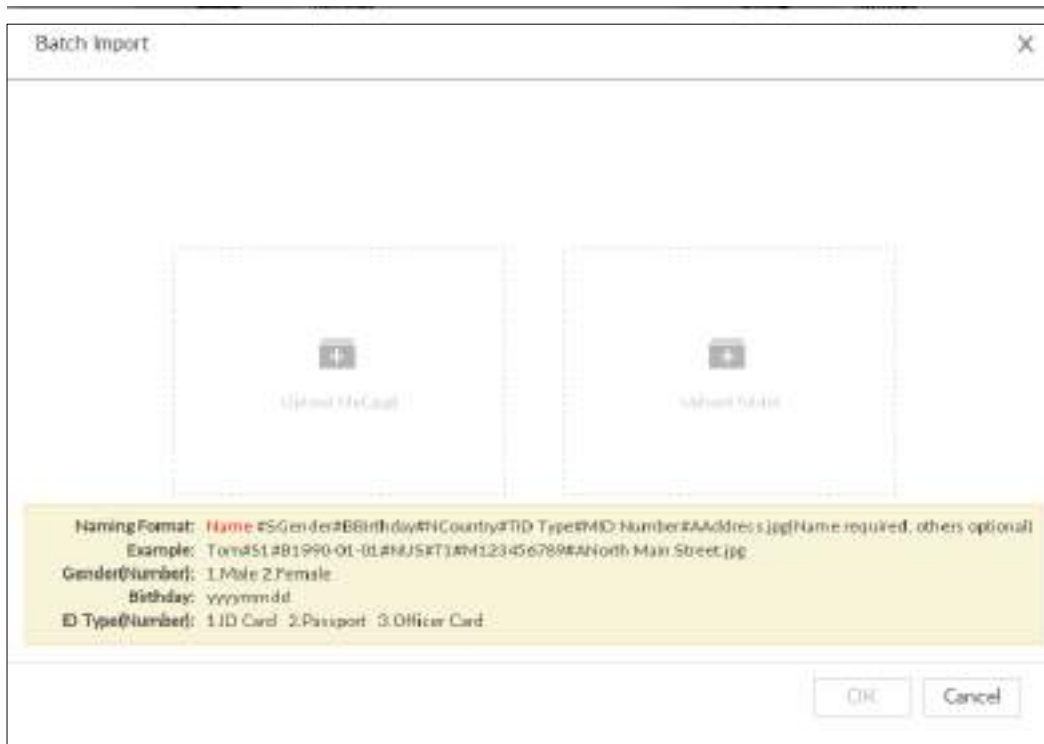 Batch Import
Upload
Naming Format: Name #SGender#BBirthday#NCountry#TID Type#MID Number#AAddress.jpg(Name required, others optional)
Example: Tom#S1#B1990-01-01#NUS#T1#M123456789#ANorth Main Street.jpg
Gender(Number): 1.Male 2.Female
Birthday: yyyymmdd
ID Type(Number): 1.ID Card 2.Passport 3.Officer Card
OK Cancel